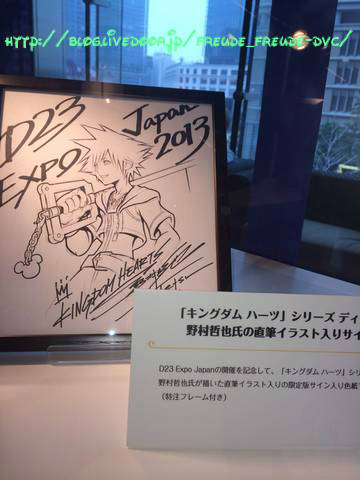 http://blog.livedoor.jp/freude_freude-dvc/
D23
EXPO
Japan
2013
KINGDOM HEARTS
「キングダム ハーツ」シリーズ ディ
野村哲也氏の直筆イラスト入りサイ
D23 Expo Japanの開催を記念して、「キングダム ハーツ」シリ
野村哲也氏が描いた直筆イラスト入りの限定版サイン入り色紙
（特注フレーム付き）